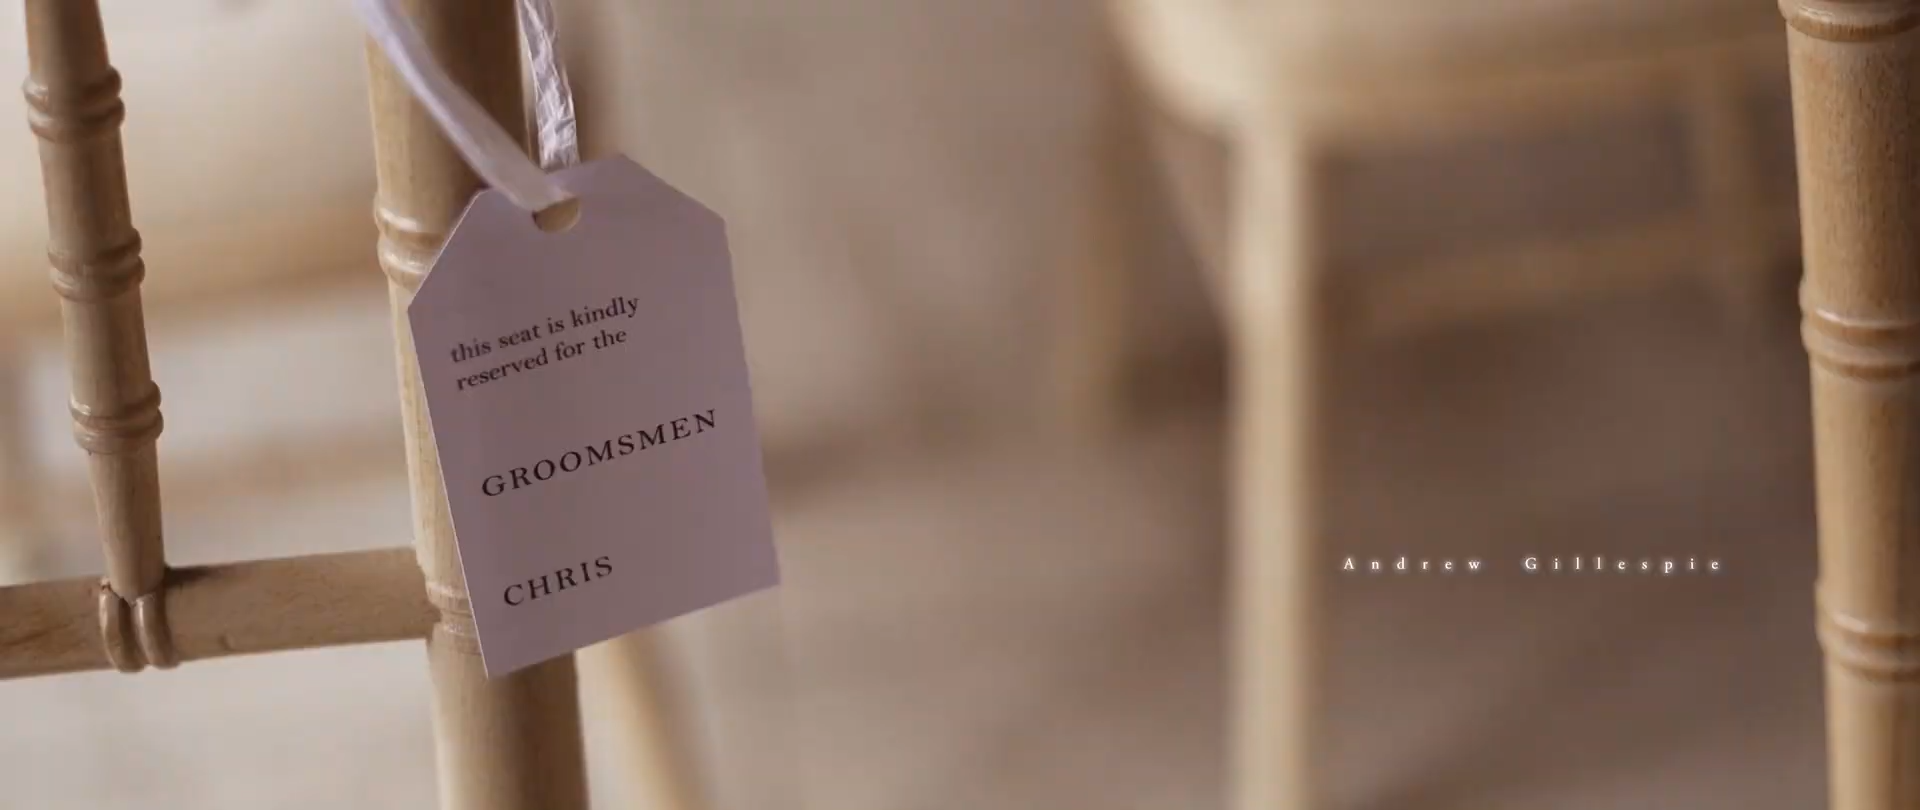 this seat is kindly
reserved for the
GROOMSMEN
CHRIS
Andrew Gillespie